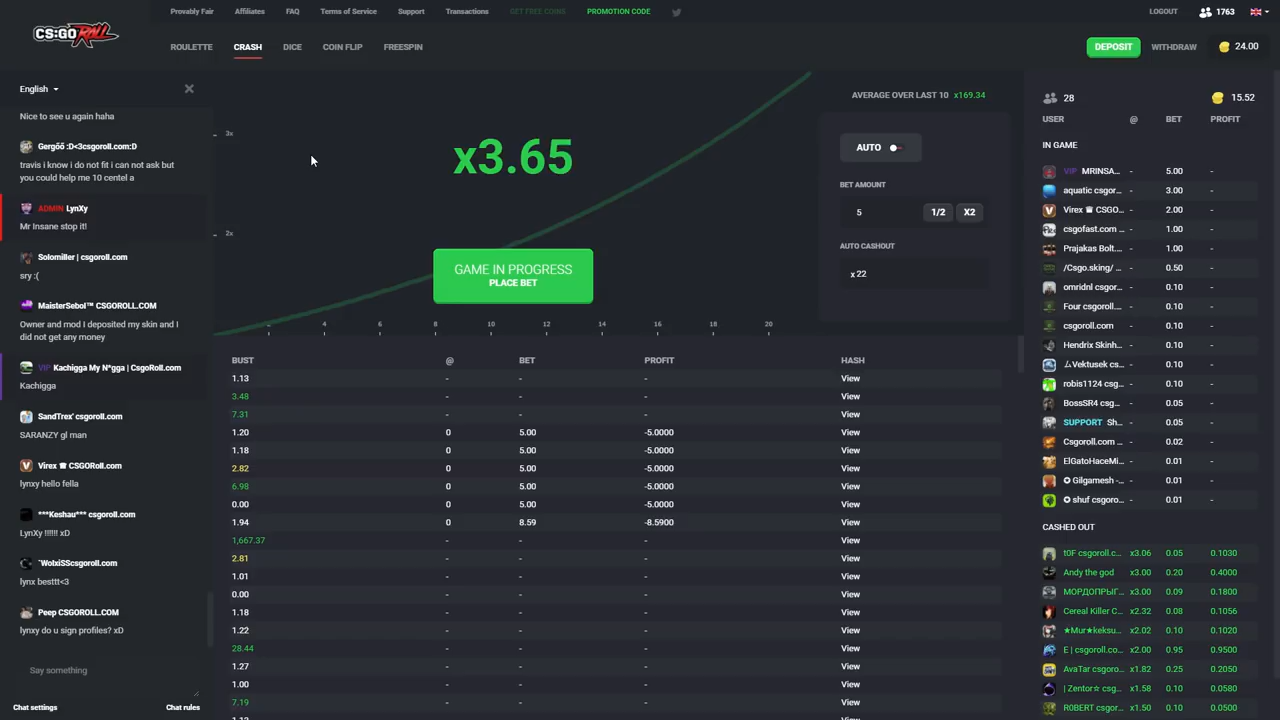 CS:GO ROLL
Provably Fair Affiliates FAQ Terms of Service Support Transactions GET FREE COINS PROMOTION CODE
LOGOUT 1763
ROULETTE CRASH DICE COIN FLIP FREESPIN
DEPOSIT WITHDRAW 24.00
English
Nice to see u again haha
Gergőő :D<3csgoroll.com:D
travis i know i do not fit i can not ask but
you could help me 10 centel a
ADMIN LynXy
Mr Insane stop it!
Solomiller | csgoroll.com
sry :(
MaisterSebol™ CSGOROLL.COM
Owner and mod I deposited my skin and I
did not get any money
VIP Kachigga My N*gga | CsgoRoll.com
Kachigga
SandTrex' csgoroll.com
SARANZY gl man
Virex ♕ CSGORoll.com
lynxy hello fella
***Keshau*** csgoroll.com
LynXy !!!!!! xD
`WolxiSScsgoroll.com
lynx besttt<3
Peep CSGOROLL.COM
lynxy do u sign profiles? xD
Say something
Chat settings Chat rules
3x
2x
x3.65
GAME IN PROGRESS
PLACE BET
2 4 6 8 10 12 14 16 18 20
AVERAGE OVER LAST 10 x169.34
AUTO
BET AMOUNT
5 1/2 X2
AUTO CASHOUT
x 22
BUST @ BET PROFIT HASH
1.13 - - - View
3.48 - - - View
7.31 - - - View
1.20 0 5.00 -5.0000 View
1.18 0 5.00 -5.0000 View
2.82 0 5.00 -5.0000 View
6.98 0 5.00 -5.0000 View
0.00 0 5.00 -5.0000 View
1.94 0 8.59 -8.5900 View
1,667.37 - - - View
2.81 - - - View
1.01 - - - View
0.00 - - - View
1.18 - - - View
1.22 - - - View
28.44 - - - View
1.27 - - - View
1.00 - - - View
7.19 - - - View
28 15.52
USER @ BET PROFIT
IN GAME
VIP MRINSA... - 5.00 -
aquatic csgor... - 3.00 -
Virex ♕ CSGO... - 2.00 -
csgofast.com ... - 1.00 -
Prajakas Bolt.... - 1.00 -
/Csgo.sking/ ... - 0.50 -
omridnl csgor... - 0.10 -
Four csgoroll.... - 0.10 -
csgoroll.com - 0.10 -
Hendrix Skinh... - 0.10 -
Vektusek cs... - 0.10 -
robis1124 csg... - 0.10 -
BossSR4 csg... - 0.05 -
SUPPORT Sh... - 0.05 -
Csgoroll.com ... - 0.02 -
ElGatoHaceMi... - 0.01 -
✪ Gilgamesh -... - 0.01 -
✪ shuf csgoro... - 0.01 -
CASHED OUT
t0F csgoroll.c... x3.06 0.05 0.1030
Andy the god x3.00 0.20 0.4000
МОРДОПРЫГ... x3.00 0.09 0.1800
Cereal Killer C... x2.32 0.08 0.1056
★Mur★keksu... x2.02 0.10 0.1020
E | csgoroll.co... x2.00 0.95 0.9500
AvaTar csgoro... x1.82 0.25 0.2050
| Zentor☆ csg... x1.58 0.10 0.0580
R0BERT csgor... x1.50 0.10 0.0500